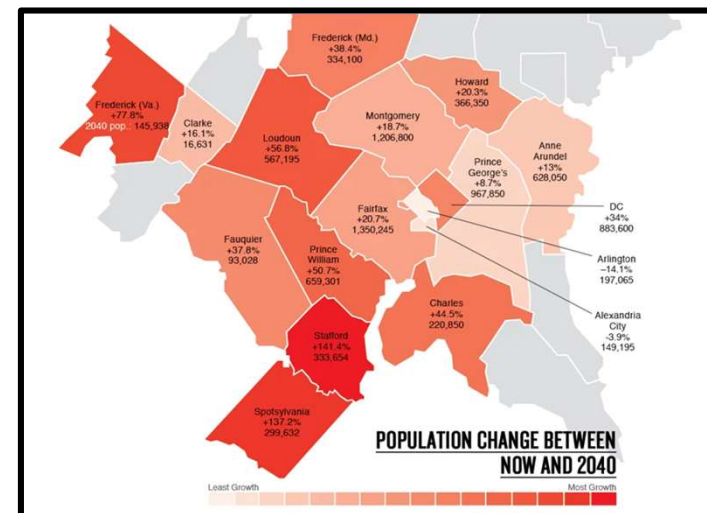 Frederick (Md.)
+38.4%
334,100
Howard
+20.3%
366,350
Frederick (Va.)
+77.8%
2040 pop.. 145,938
Clarke
+16.1%
16,631
Loudoun
+56.8%
567,195
Montgomery
+18.7%
1,206,800
Anne
Arundel
+13%
628,050
Prince
George's
+8.7%
967,850
Fairfax
+20.7%
1,350,245
DC
+34%
883,600
Fauquier
+37.8%
93,028
Prince
William
+50.7%
659,301
Arlington
–14.1%
197,065
Charles
+44.5%
220,850
Alexandria
City
-3.9%
149,195
Stafford
+141.4%
333,654
Spotsylvania
+137.2%
299,632
POPULATION CHANGE BETWEEN
NOW AND 2040
Least Growth
Most Growth